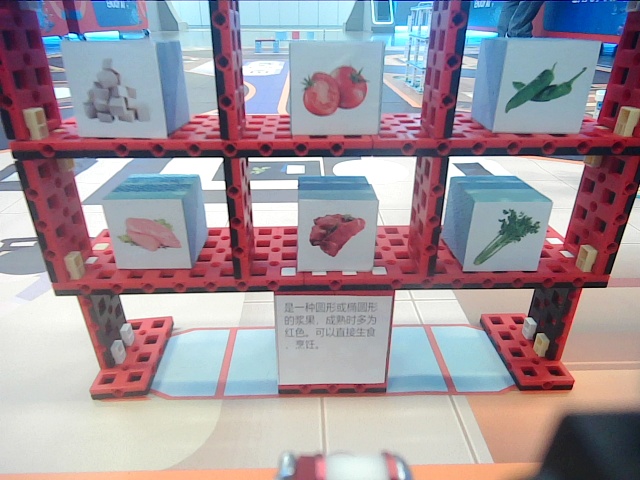 是一种圆形或椭圆形
的浆果，成熟时多为
红色。可以直接生食
、烹饪。